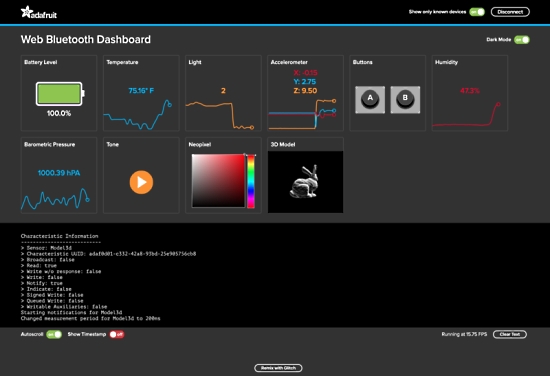 adafruit
Show only known devices on Disconnect
Web Bluetooth Dashboard
Dark Mode on
Battery Level
100.0%
Temperature
75.16° F
Light
2
Accelerometer
X: -0.15
Y: 2.75
Z: 9.50
Buttons
A B
Humidity
47.3%
Barometric Pressure
1000.39 hPA
Tone
Neopixel
3D Model
Characteristic Information
--------------------------
> Sensor: Model3d
> Characteristic UUID: adaf0d01-c332-42a8-93bd-25e905756cb8
> Broadcast: false
> Read: true
> Write w/o response: false
> Write: false
> Notify: true
> Indicate: false
> Signed Write: false
> Queued Write: false
> Writable Auxiliaries: false
Starting notifications for Model3d
Changed measurement period for Model3d to 200ms
Autoscroll on Show Timestamp off
Running at 15.75 FPS Clear Text
Remix with Glitch